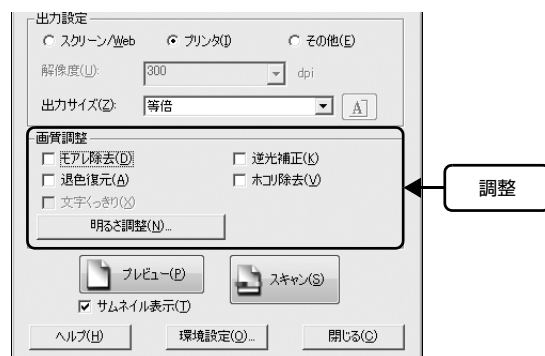 出力設定
スクリーン/Web プリンタ(I) その他(E)
解像度(U): 300 dpi
出力サイズ(Z): 等倍 A
画質調整
モアレ除去(D) 逆光補正(K)
退色復元(A) ホコリ除去(V)
文字くっきり(X)
明るさ調整(N)...
調整
プレビュー(P) スキャン(S)
サムネイル表示(T)
ヘルプ(H) 環境設定(O)... 閉じる(C)